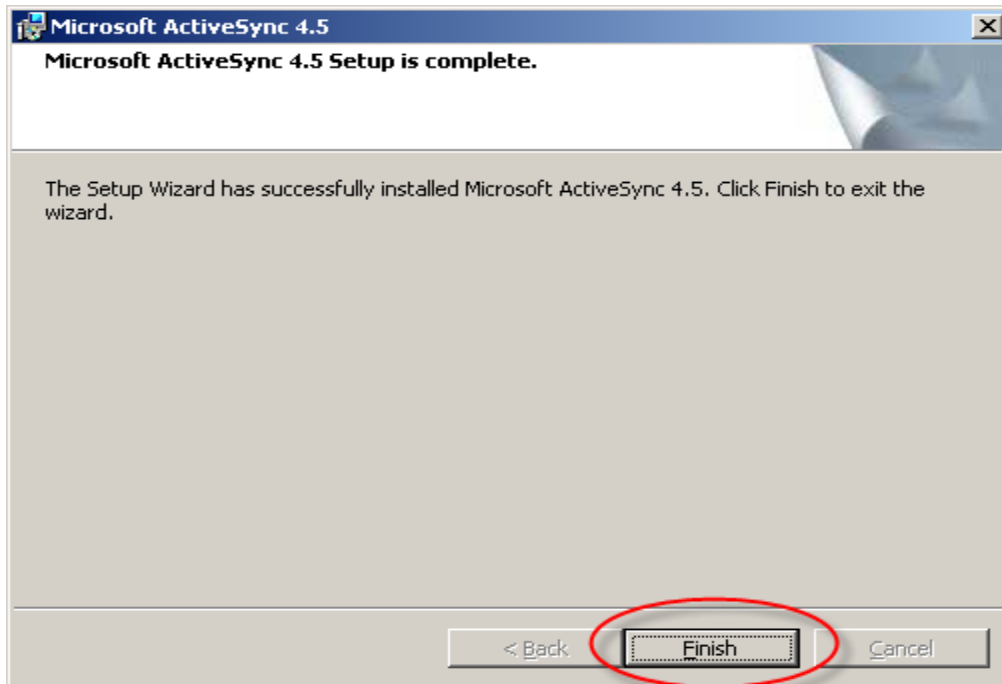 Microsoft ActiveSync 4.5
Microsoft ActiveSync 4.5 Setup is complete.
The Setup Wizard has successfully installed Microsoft ActiveSync 4.5. Click Finish to exit the
wizard.
< Back Finish Cancel